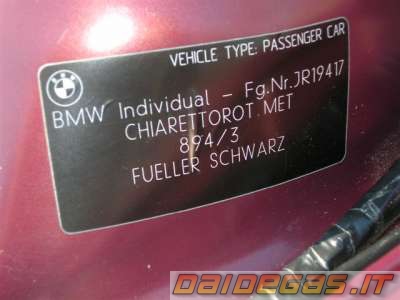 VEHICLE TYPE: PASSENGER CAR
BMW Individual - Fg.Nr.JR19417
CHIARETTOROT MET
894/3
FUELLER SCHWARZ
DAIDEGAS.IT